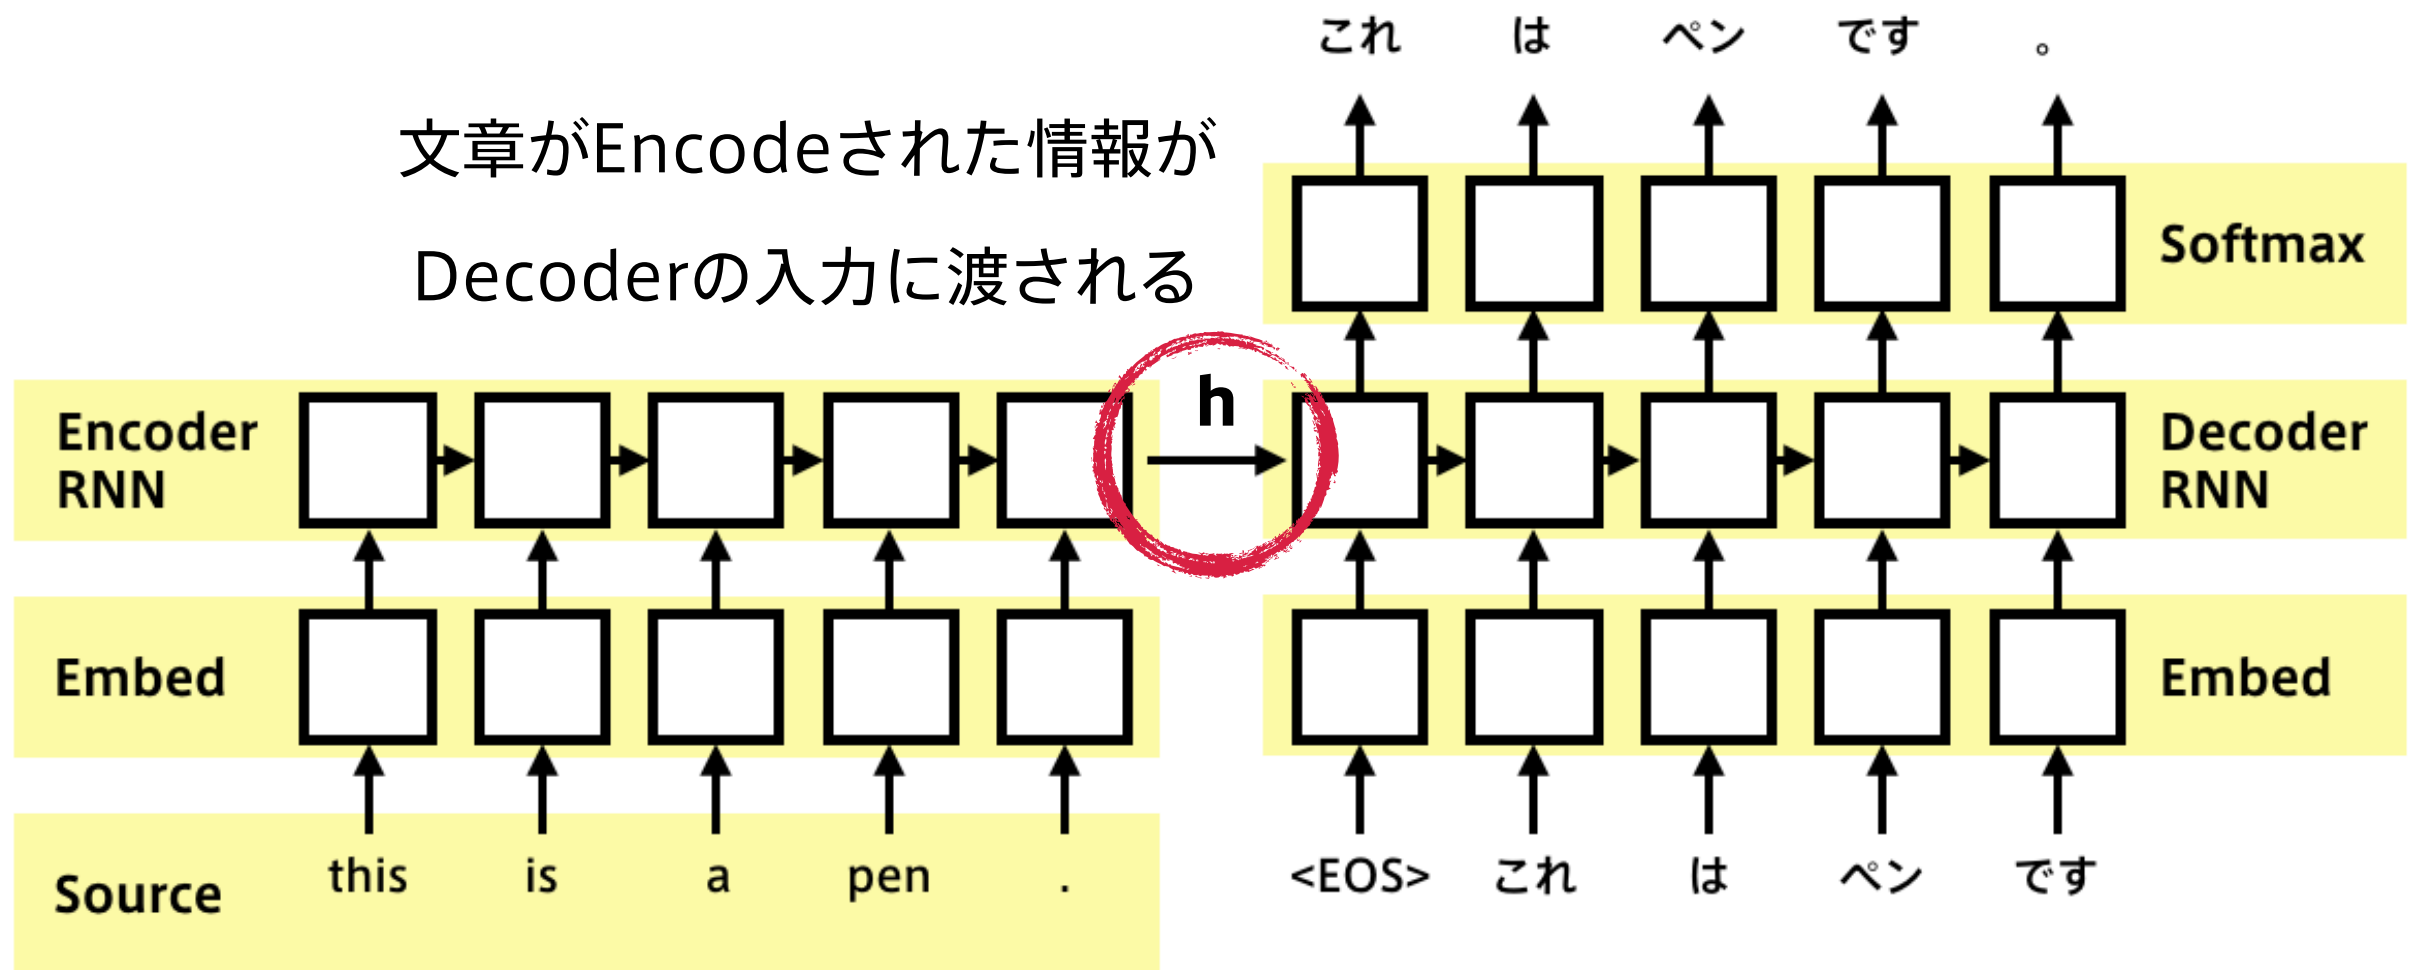 これ は ペン です 。
文章がEncodeされた情報が
Decoderの入力に渡される
Softmax
h
Encoder
RNN
Decoder
RNN
Embed
Embed
Source this is a pen .
<EOS> これ は ペン です